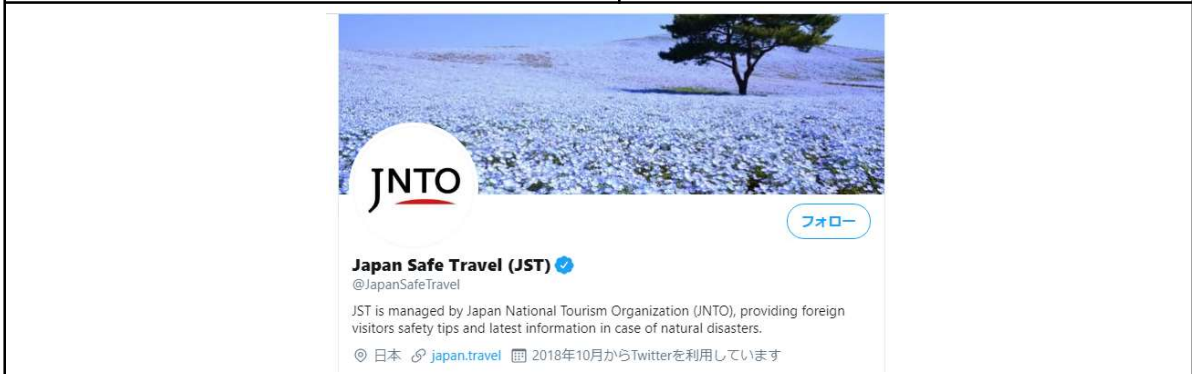 JNTO
フォロー
Japan Safe Travel (JST)
@JapanSafeTravel
JST is managed by Japan National Tourism Organization (JNTO), providing foreign
visitors safety tips and latest information in case of natural disasters.
日本 japan.travel 2018年10月からTwitterを利用しています